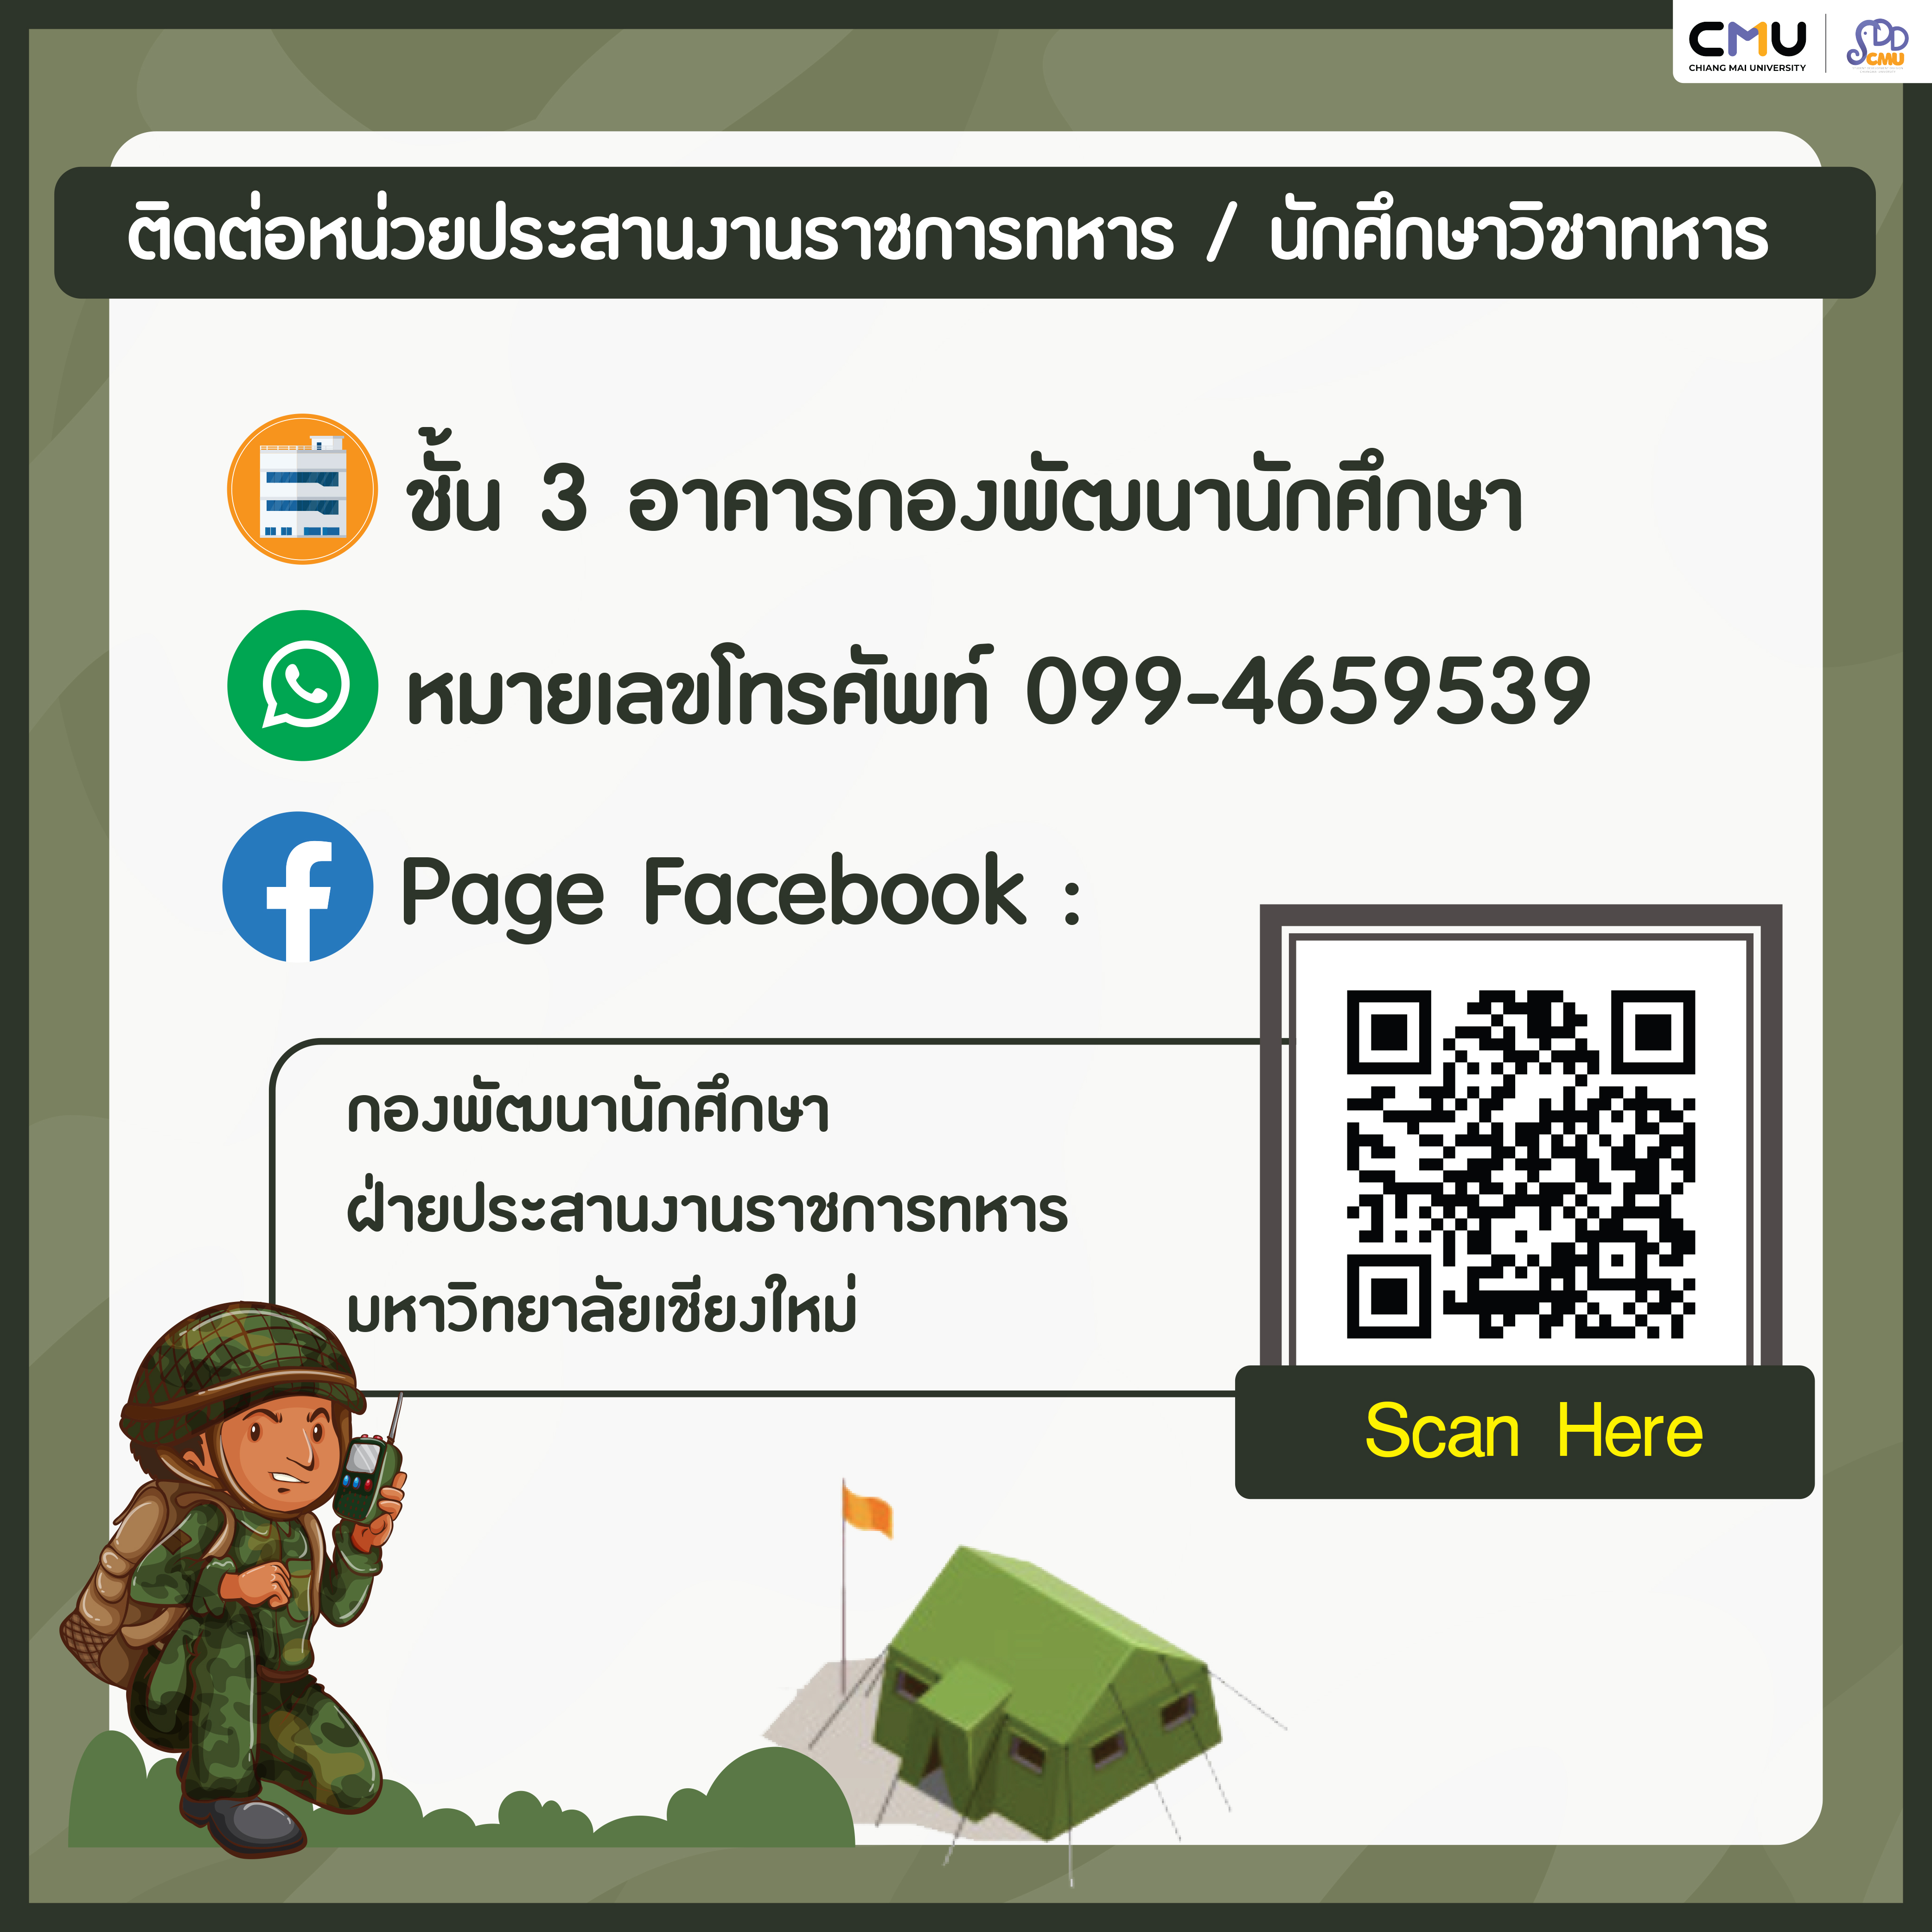 CMU
CHIANG MAI UNIVERSITY
SDD
CMU
ติดต่อหน่วยประสานงานราชการทหาร / นักศึกษาวิชาทหาร
ชั้น 3 อาคารกองพัฒนานักศึกษา
หมายเลขโทรศัพท์ 099-4659539
Page Facebook :
กองพัฒนานักศึกษา
ฝ่ายประสานงานราชการทหาร
มหาวิทยาลัยเชียงใหม่
Scan Here